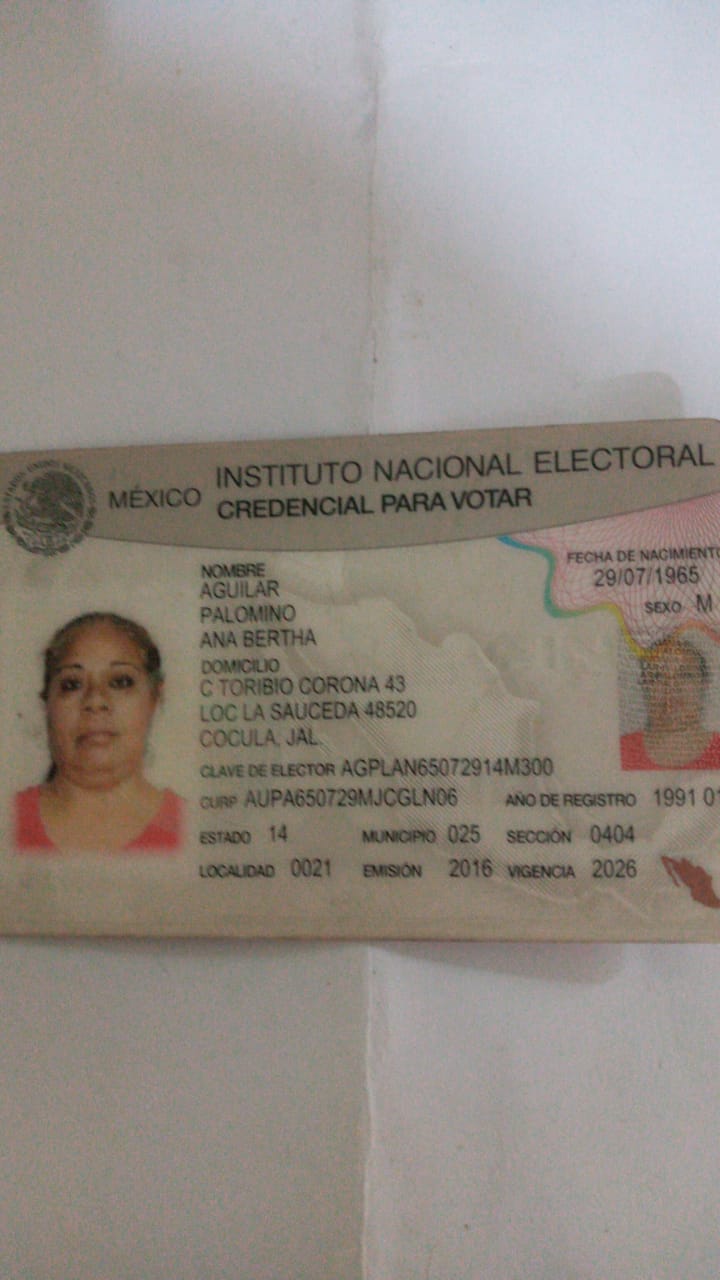 MÉXICO
INSTITUTO NACIONAL ELECTORAL
CREDENCIAL PARA VOTAR
NOMBRE
AGUILAR
PALOMINO
ANA BERTHA
FECHA DE NACIMIENTO
29/07/1965
SEXO M
DOMICILIO
C TORIBIO CORONA 43
LOC LA SAUCEDA 48520
COCULA, JAL.
CLAVE DE ELECTOR AGPLAN65072914M300
CURP AUPA650729MJCGLN06 AÑO DE REGISTRO 1991 01
ESTADO 14 MUNICIPIO 025 SECCIÓN 0404
LOCALIDAD 0021 EMISIÓN 2016 VIGENCIA 2026